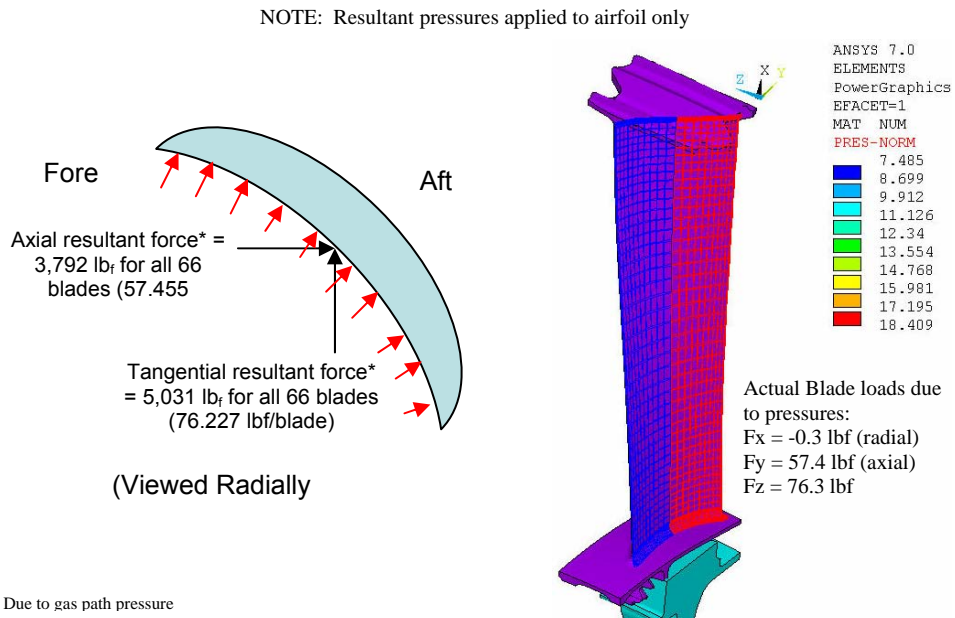 NOTE: Resultant pressures applied to airfoil only
Fore
Aft
Axial resultant force* =
3,792 lbf for all 66
blades (57.455
Tangential resultant force*
= 5,031 lbf for all 66 blades
(76.227 lbf/blade)
(Viewed Radially
Due to gas path pressure
ANSYS 7.0
ELEMENTS
PowerGraphics
EFACET=1
MAT NUM
PRES-NORM
7.485
8.699
9.912
11.126
12.34
13.554
14.768
15.981
17.195
18.409
Z X Y
Actual Blade loads due
to pressures:
Fx = -0.3 lbf (radial)
Fy = 57.4 lbf (axial)
Fz = 76.3 lbf